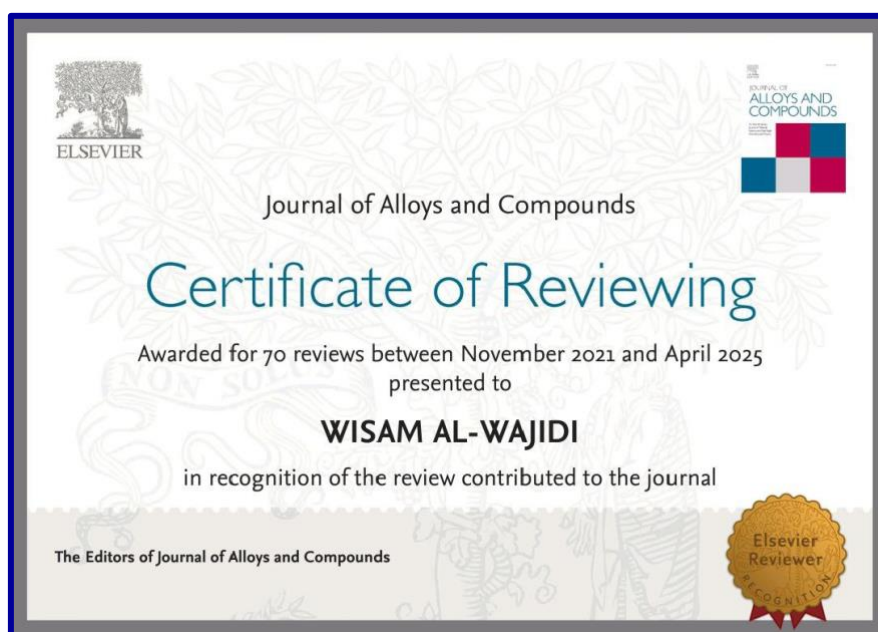 ELSEVIER
JOURNAL OF
ALLOYS AND
COMPOUNDS
Journal of Alloys and Compounds
Certificate of Reviewing
Awarded for 70 reviews between November 2021 and April 2025
presented to
WISAM AL-WAJIDI
in recognition of the review contributed to the journal
NON SOLUS
The Editors of Journal of Alloys and Compounds
Elsevier
Reviewer
RECOGNITION